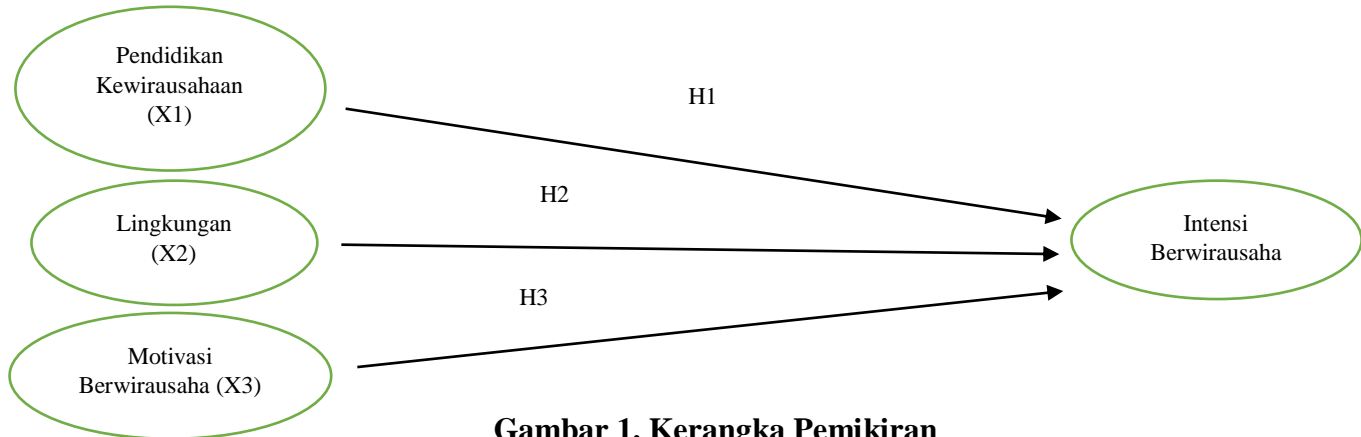 Pendidikan
Kewirausahaan
(X1)
H1
H2
Lingkungan
(X2)
Intensi
Berwirausaha
H3
Motivasi
Berwirausaha (X3)
Gambar 1. Kerangka Pemikiran